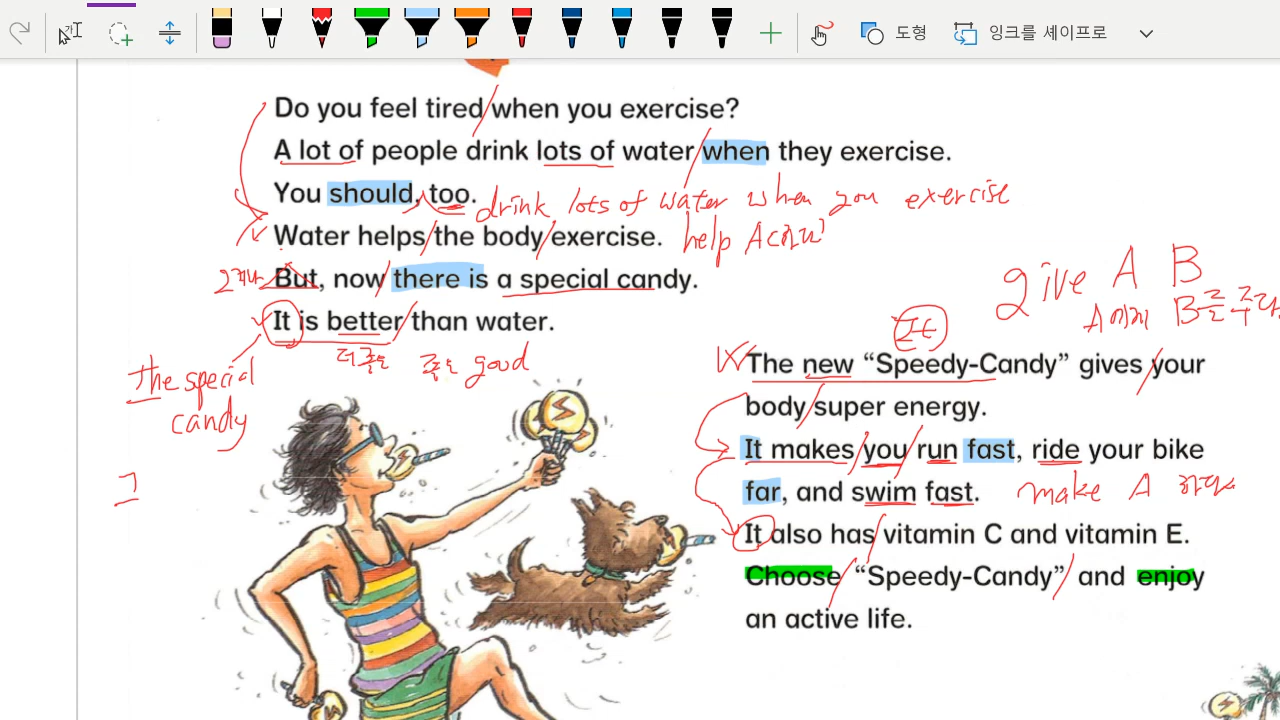 도형
잉크를 셰이프로
Do you feel tired when you exercise?
A lot of people drink lots of water when they exercise.
You should, too.
drink lots of water when you exercise
Water helps the body exercise.
help A
But, now there is a special candy.
It is better than water.
더 좋은
좋은 good
the special
candy
그
give A B
A에게 B를 주다
It
The new “Speedy-Candy” gives your
body super energy.
It makes you run fast, ride your bike
far, and swim fast.
make A
It also has vitamin C and vitamin E.
Choose “Speedy-Candy” and enjoy
an active life.